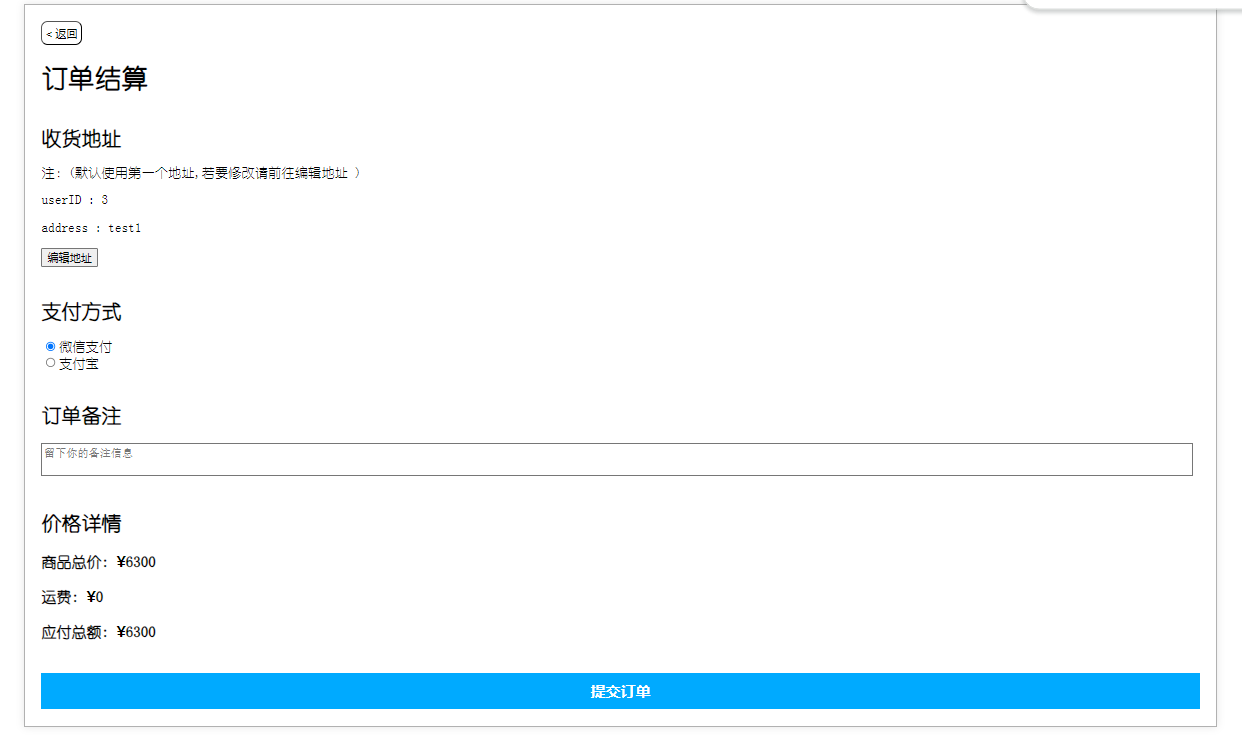 < 返回
订单结算
收货地址
注:（默认使用第一个地址,若要修改请前往编辑地址 ）
userID : 3
address : test1
编辑地址
支付方式
微信支付
支付宝
订单备注
留下你的备注信息
价格详情
商品总价: ¥6300
运费: ¥0
应付总额: ¥6300
提交订单